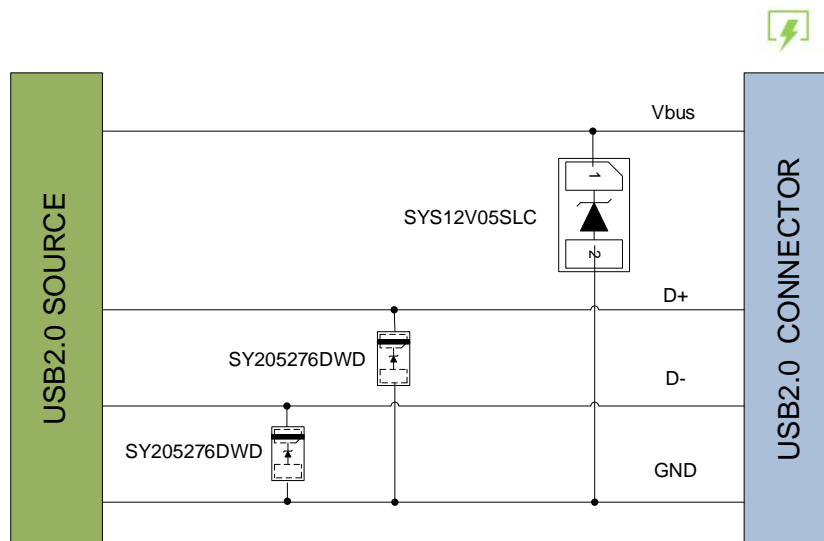 Vbus
1
SYS12V05SLC
2
D+
SY205276DWD
D-
SY205276DWD
GND
USB2.0 SOURCE
USB2.0 CONNECTOR